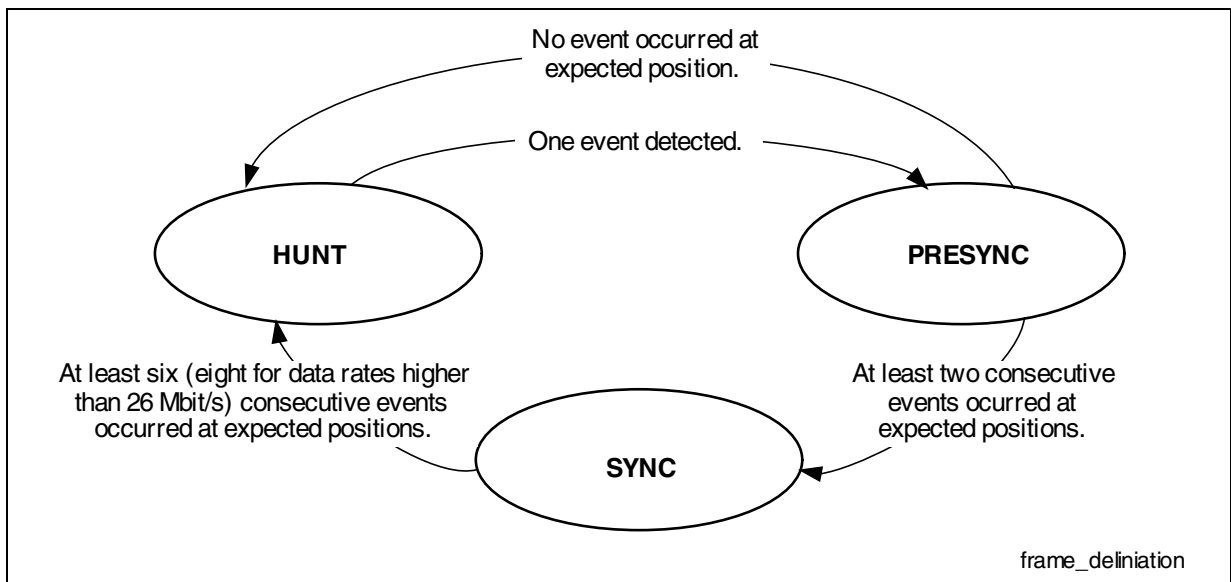 No event occurred at
expected position.
One event detected.
HUNT
PRESYNC
At least six (eight for data rates higher
than 26 Mbit/s) consecutive events
occurred at expected positions.
At least two consecutive
events ocurred at
expected positions.
SYNC
frame_deliniation